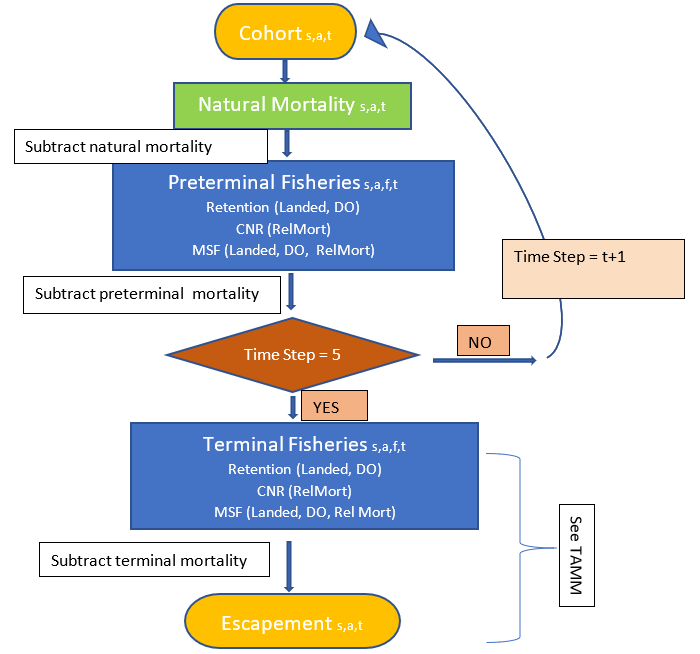 Cohort s,a,t
Natural Mortality s,a,t
Subtract natural mortality
Preterminal Fisheries s,a,f,t
Retention (Landed, DO)
CNR (RelMort)
MSF (Landed, DO, RelMort)
Time Step = t+1
Subtract preterminal mortality
Time Step = 5
NO
YES
Terminal Fisheries s,a,f,t
Retention (Landed, DO)
CNR (RelMort)
MSF (Landed, DO, Rel Mort)
See TAMM
Subtract terminal mortality
Escapement s,a,t